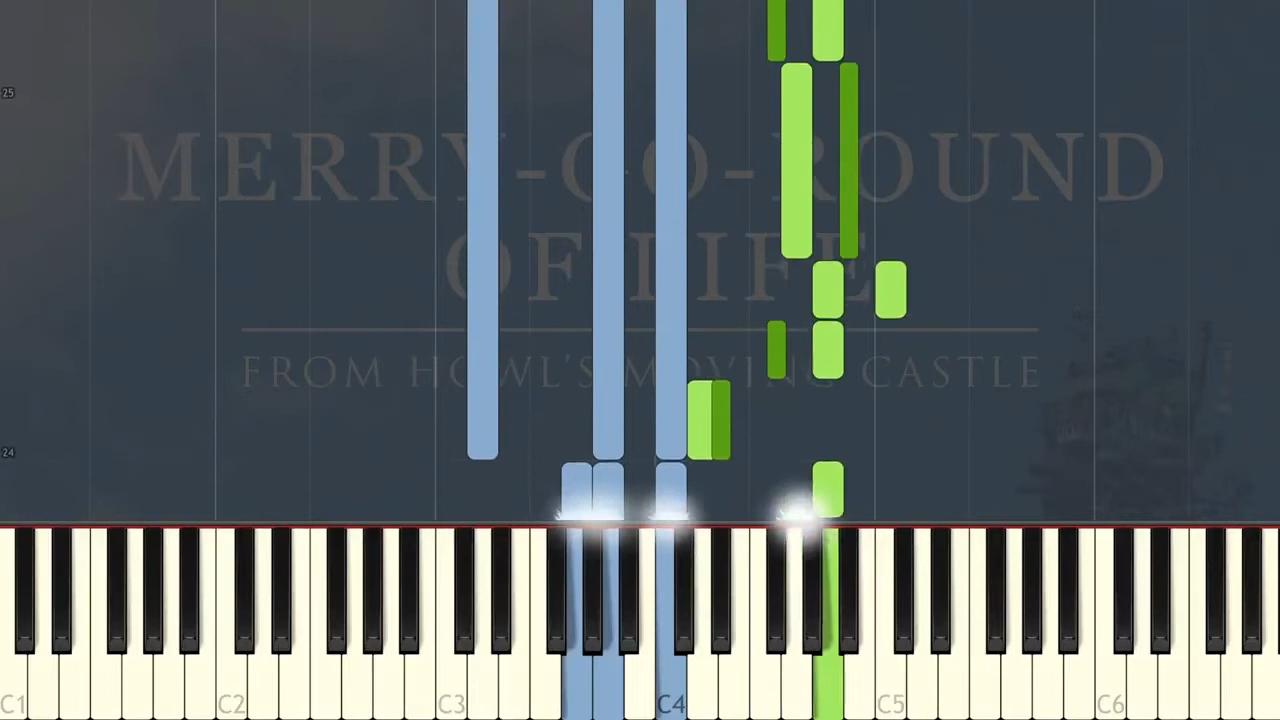 25
MERRY-GO-ROUND
OF LIFE
FROM HOWL'S MOVING CASTLE
24
C1 C2 C3 C4 C5 C6